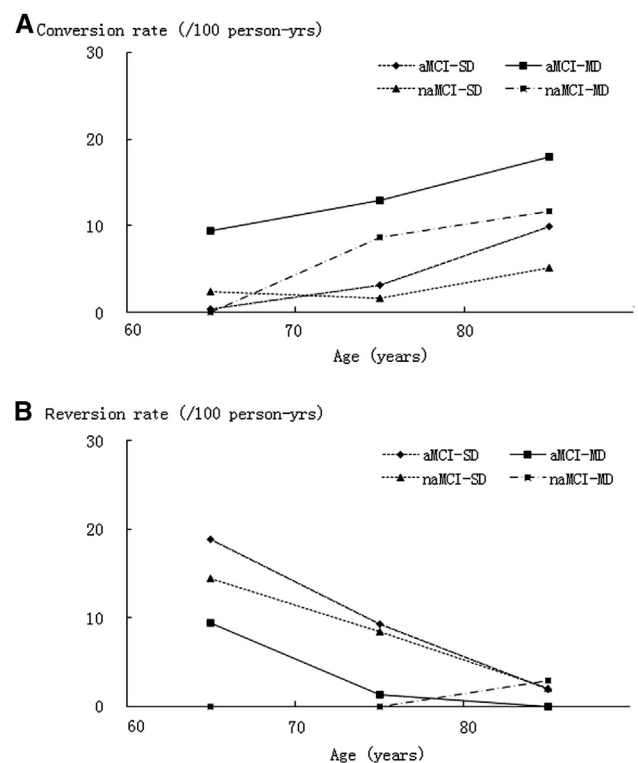 A Conversion rate (/100 person-yrs)
30
aMCI-SD aMCI-MD
naMCI-SD naMCI-MD
20
10
0
60 70 80
Age (years)
B Reversion rate (/100 person-yrs)
30
aMCI-SD aMCI-MD
naMCI-SD naMCI-MD
20
10
0
60 70 80
Age (years)